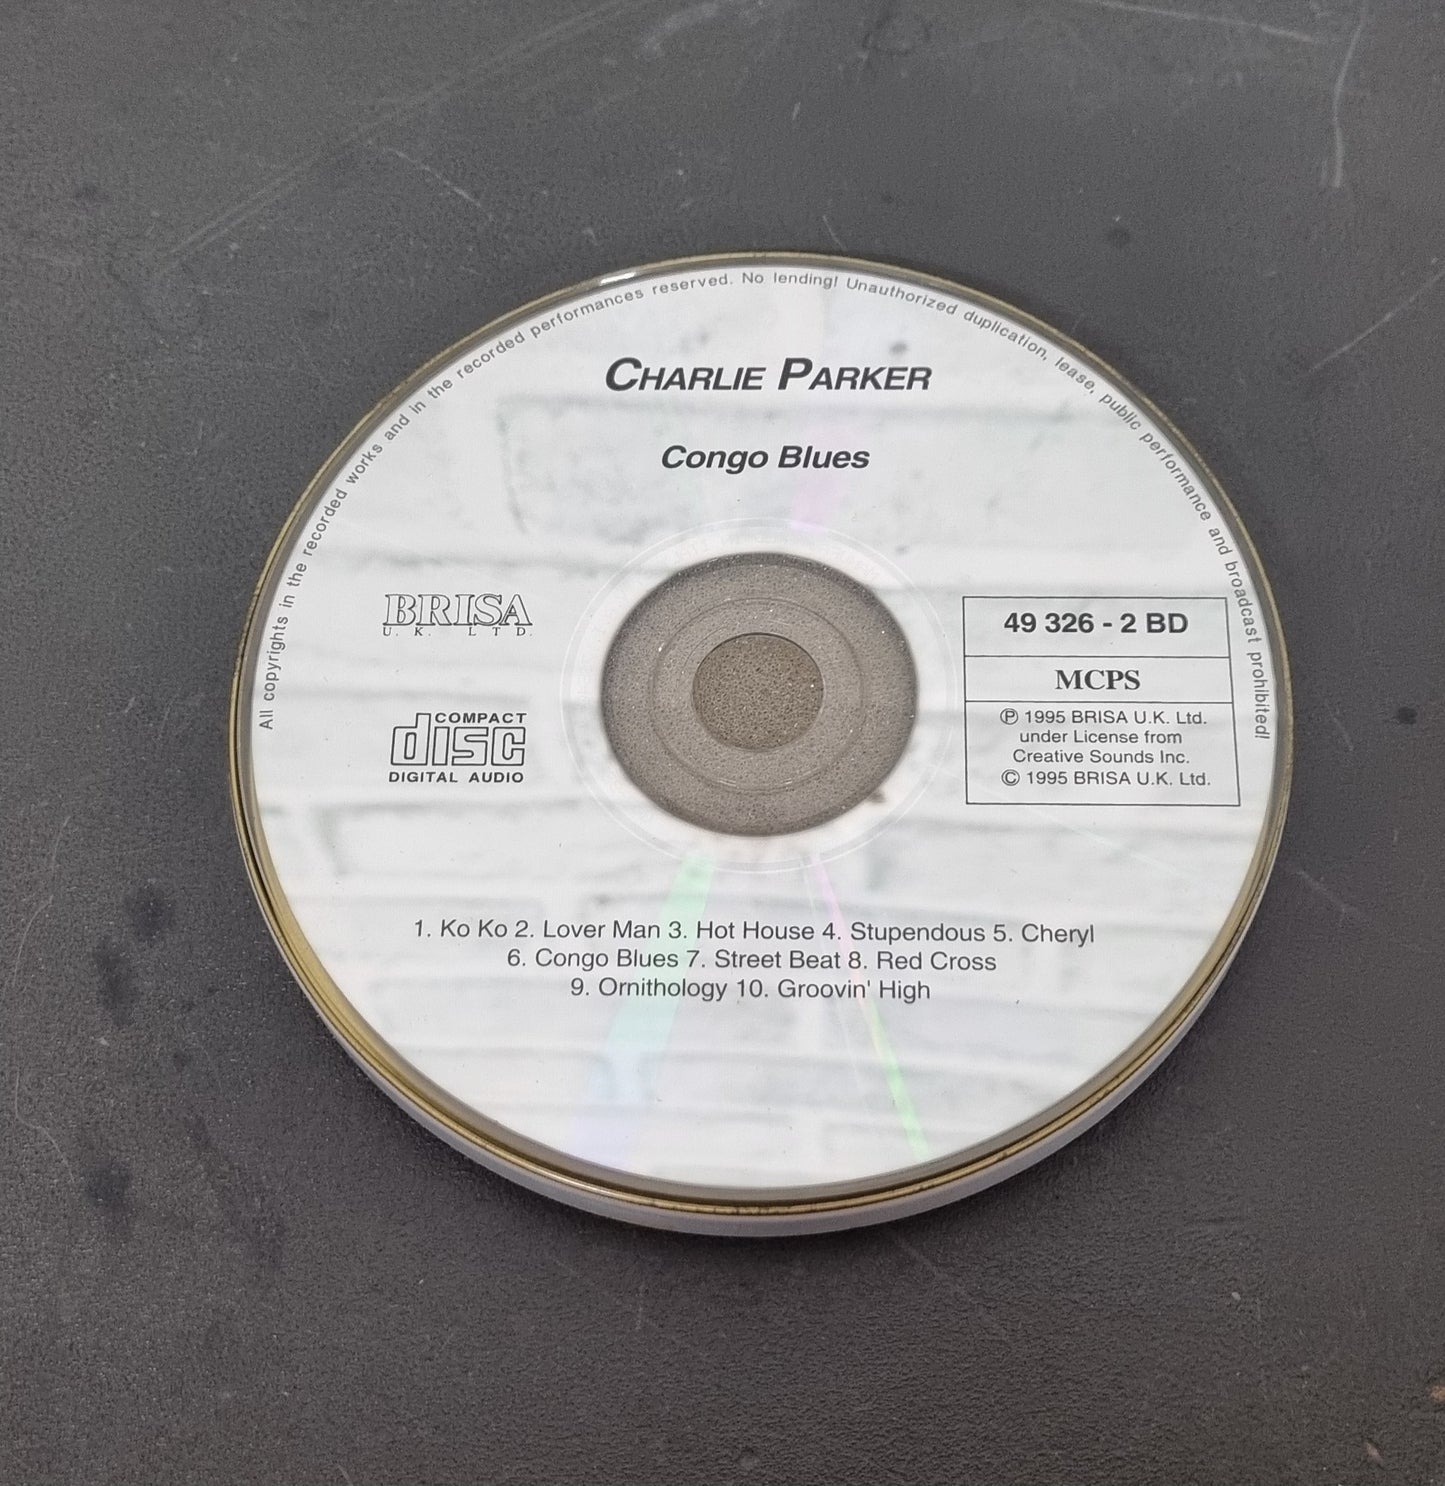 All copyrights in the recorded works and in the recorded performances reserved. No lending! Unauthorized duplication, lease, public performance and broadcast prohibited!
CHARLIE PARKER
Congo Blues
BRISA
U. K. LTD.
COMPACT
disc
DIGITAL AUDIO
49 326 - 2 BD
MCPS
℗ 1995 BRISA U.K. Ltd.
under License from
Creative Sounds Inc.
© 1995 BRISA U.K. Ltd.
1. Ko Ko 2. Lover Man 3. Hot House 4. Stupendous 5. Cheryl
6. Congo Blues 7. Street Beat 8. Red Cross
9. Ornithology 10. Groovin' High